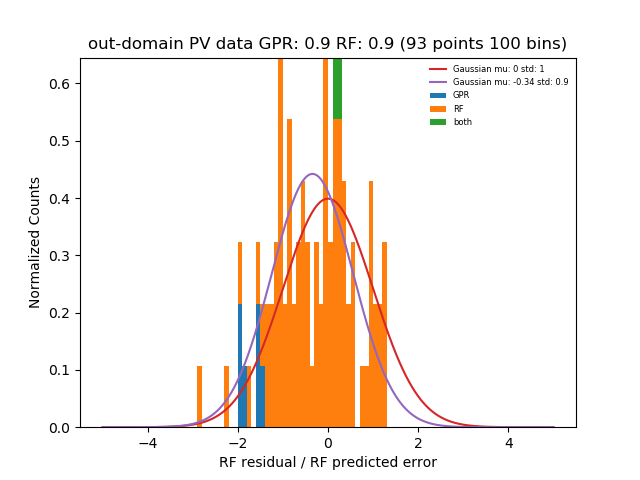 out-domain PV data GPR: 0.9 RF: 0.9 (93 points 100 bins)
Gaussian mu: 0 std: 1
Gaussian mu: -0.34 std: 0.9
GPR
RF
both
Normalized Counts
0.6
0.5
0.4
0.3
0.2
0.1
0.0
−4 −2 0 2 4
RF residual / RF predicted error